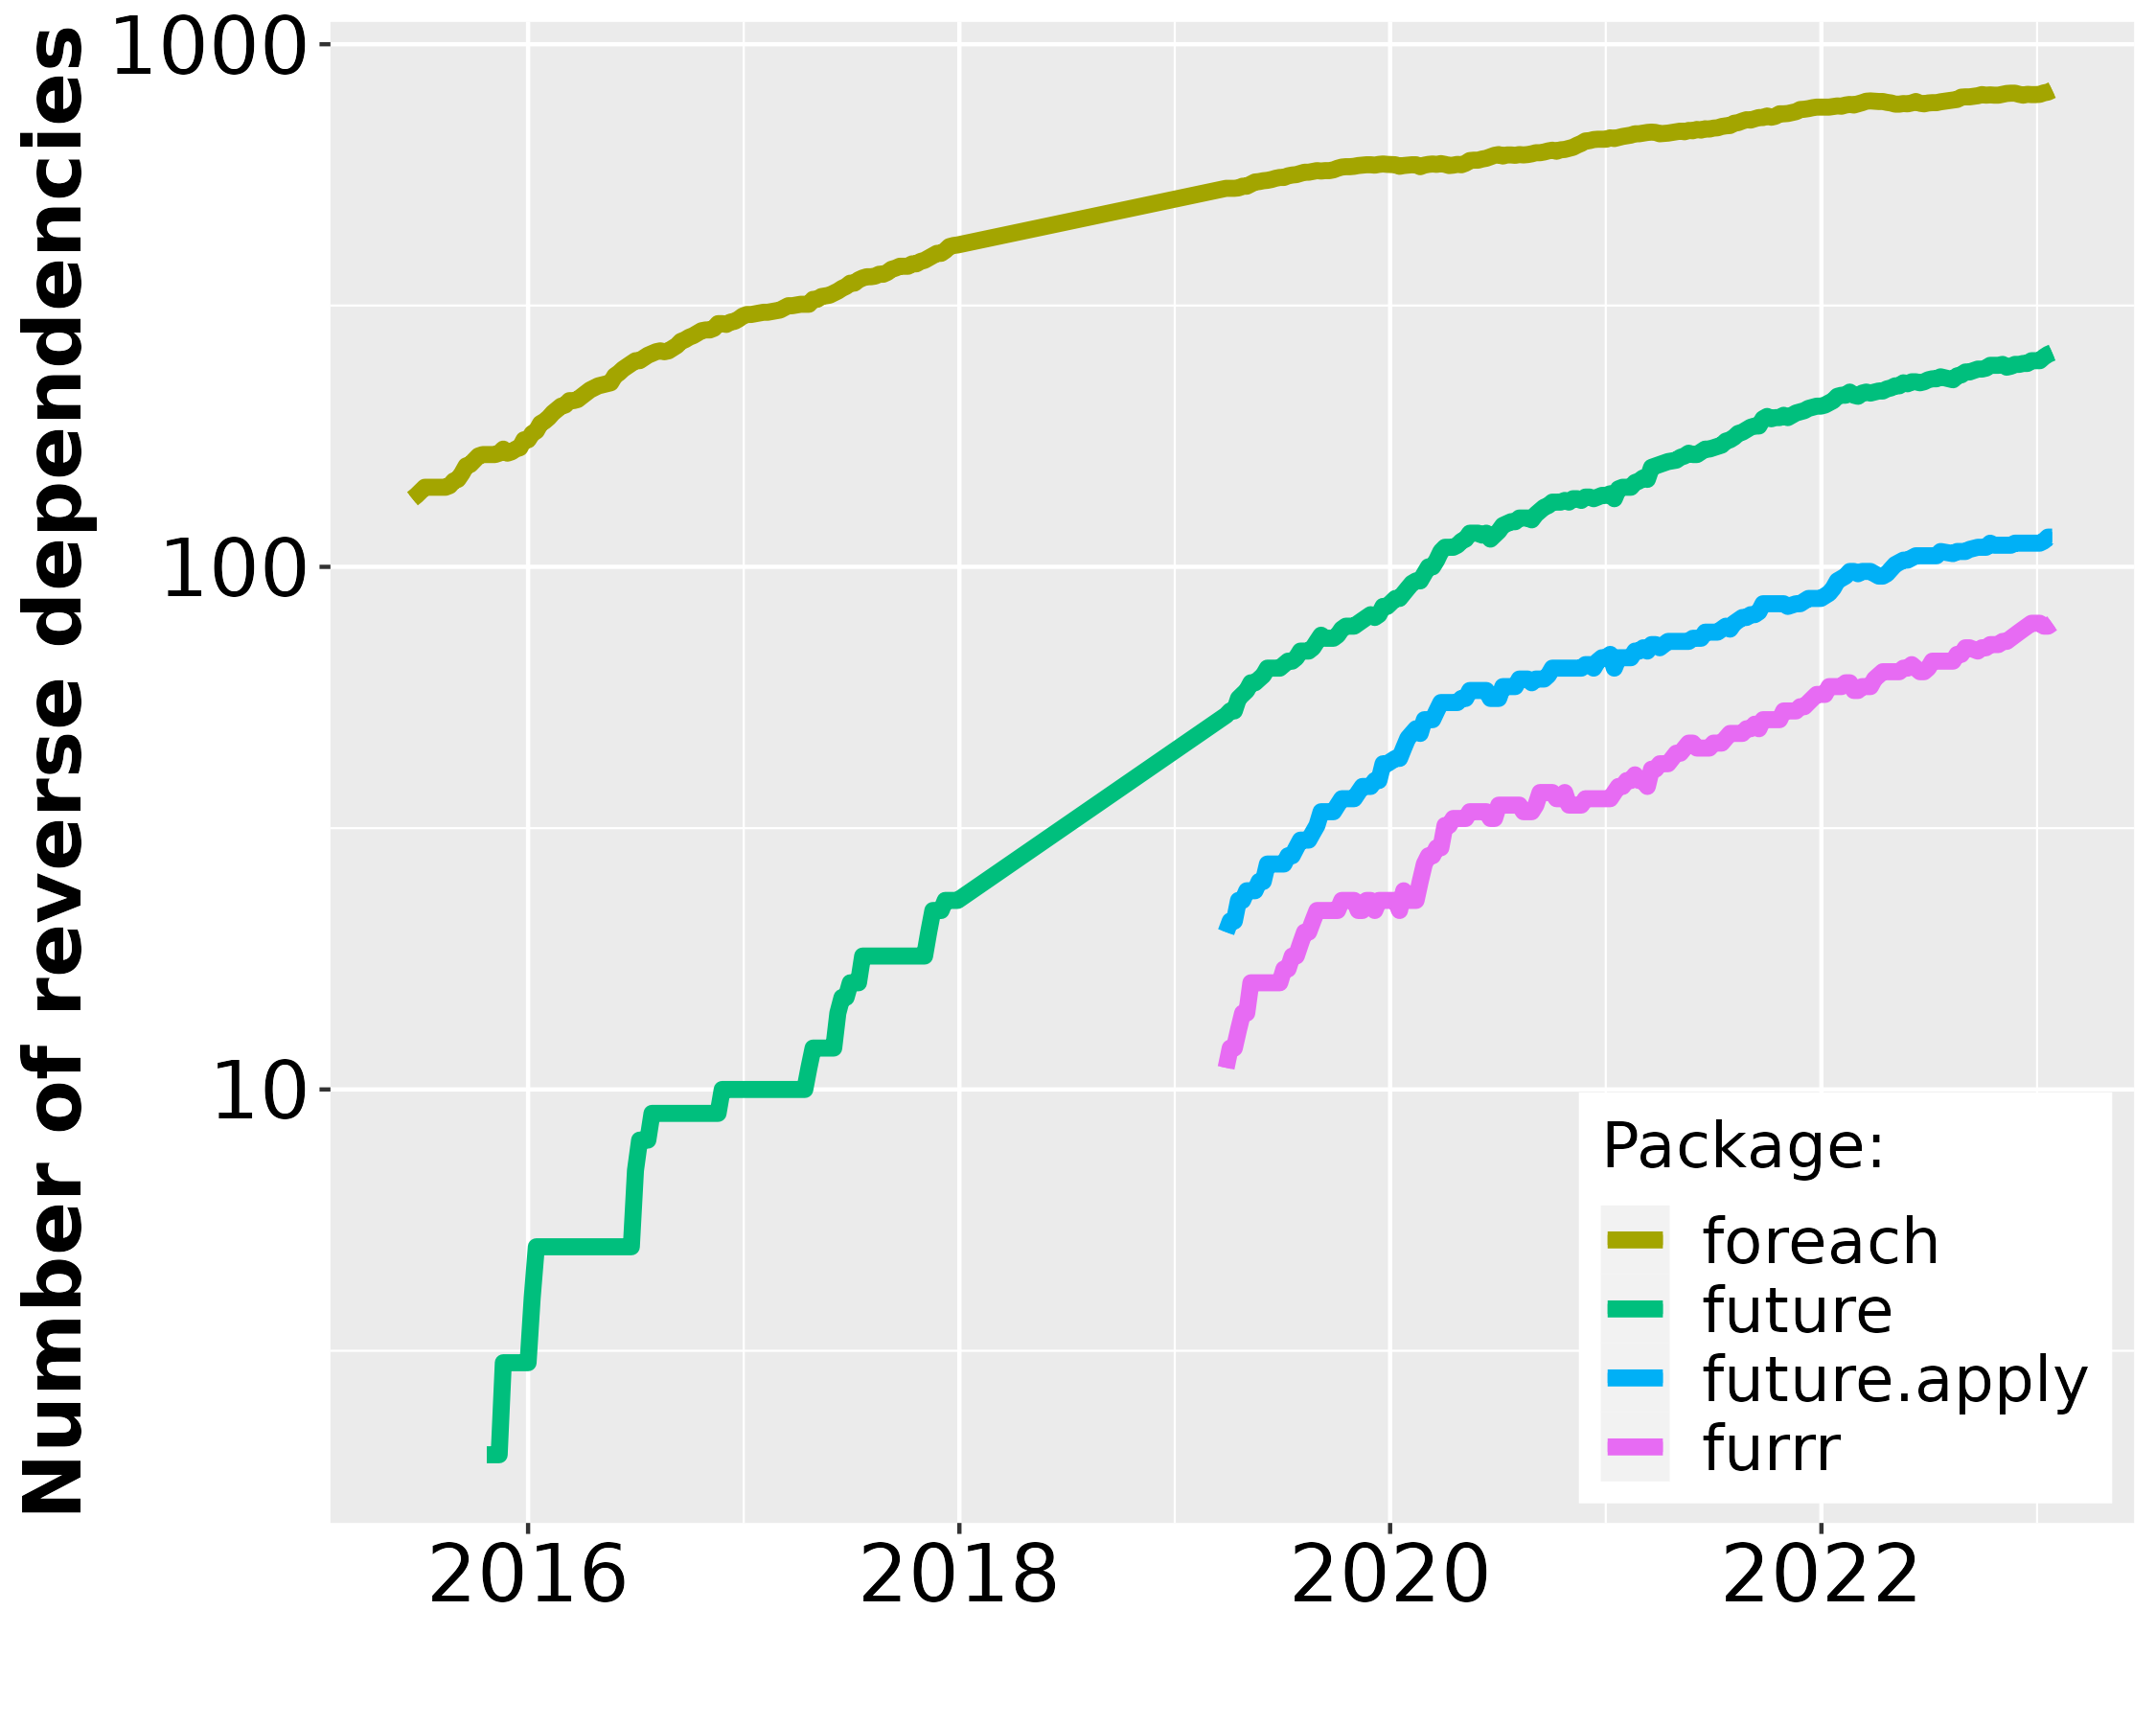 Number of reverse dependencies
1000
100
10
2016
2018
2020
2022
Package:
foreach
future
future.apply
furrr